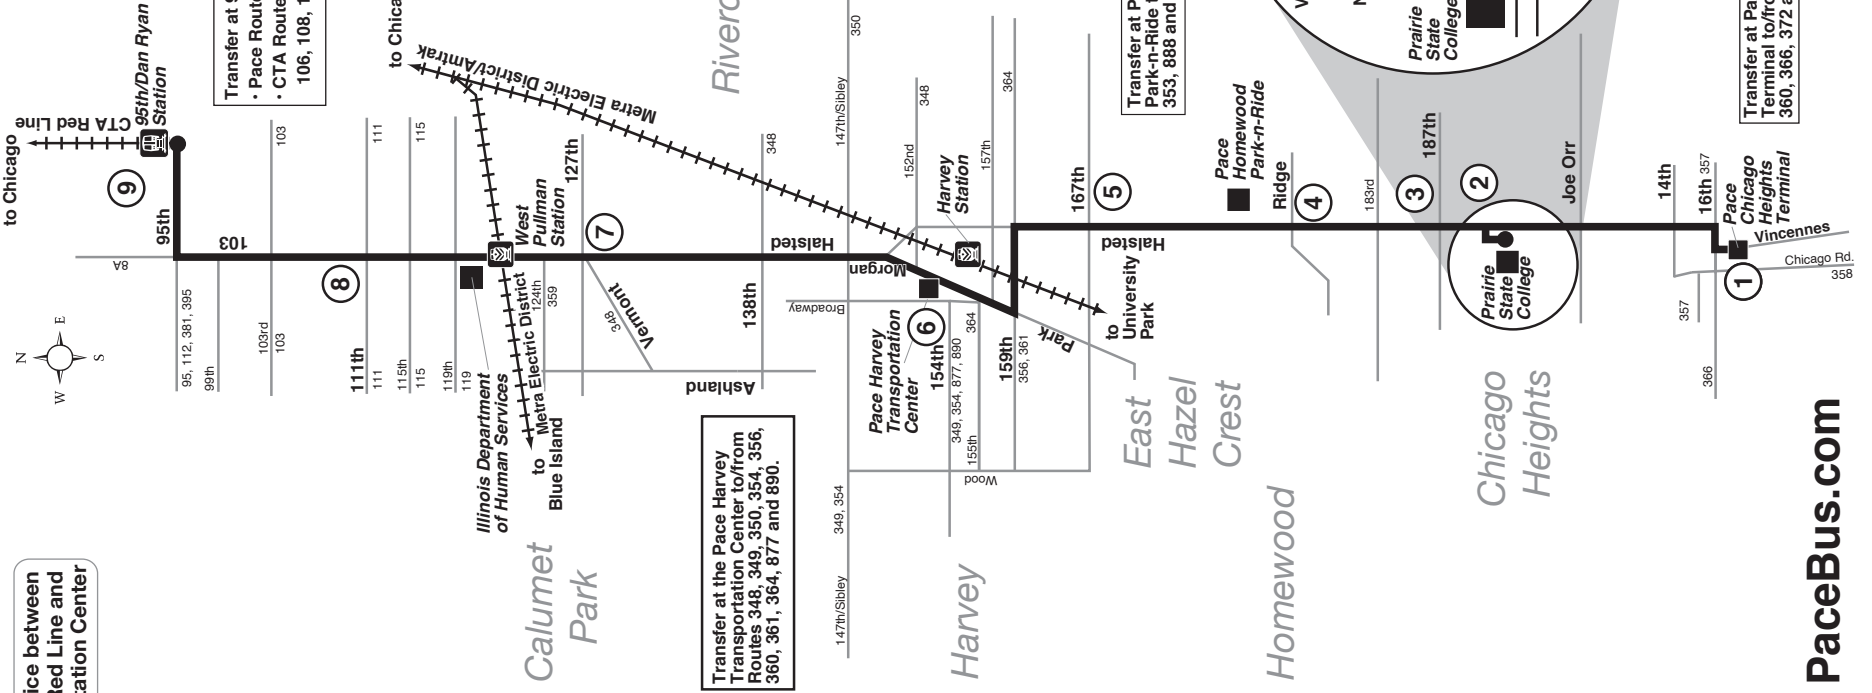 ice between
Red Line and
tation Center
N
E
S
W
to Chicago
CTA Red Line
95th/Dan Ryan
Station
9
95th
8A
95, 112, 381, 395
99th
103
Transfer at
• Pace Route
• CTA Route
106, 108, 1
to Chica
Metra Electric District/Amtrak
Riverd
103rd
103
103
8
111th
111
111
115th
115
115
119th
119
Illinois Department
of Human Services
West
Pullman
Station
Metra Electric District
to
Blue Island
124th
359
127th
7
Vermont
348
Calumet
Park
Ashland
138th
348
Halsted
Transfer at the Pace Harvey
Transportation Center to/from
Routes 348, 349, 350, 354, 356,
360, 361, 364, 877 and 890.
147th/Sibley
349, 354
147th/Sibley
350
Broadway
Morgan
152nd
348
Pace Harvey
Transportation
Center
6
154th
349, 354, 877, 890
155th
364
Harvey
Station
157th
Wood
159th
356, 361
364
Park
Harvey
167th
5
Halsted
to
University
Park
East
Hazel
Crest
Transfer at P
Park-n-Ride t
353, 888 and
Pace
Homewood
Park-n-Ride
Ridge
4
Homewood
183rd
3
187th
2
Prairie
State
College
Prairie
State
College
Chicago
Heights
Joe Orr
14th
16th
357
357
366
Pace
Chicago
Heights
Terminal
1
Vincennes
Chicago Rd.
358
Transfer at Pa
Terminal to/fro
360, 366, 372 a
PaceBus.com